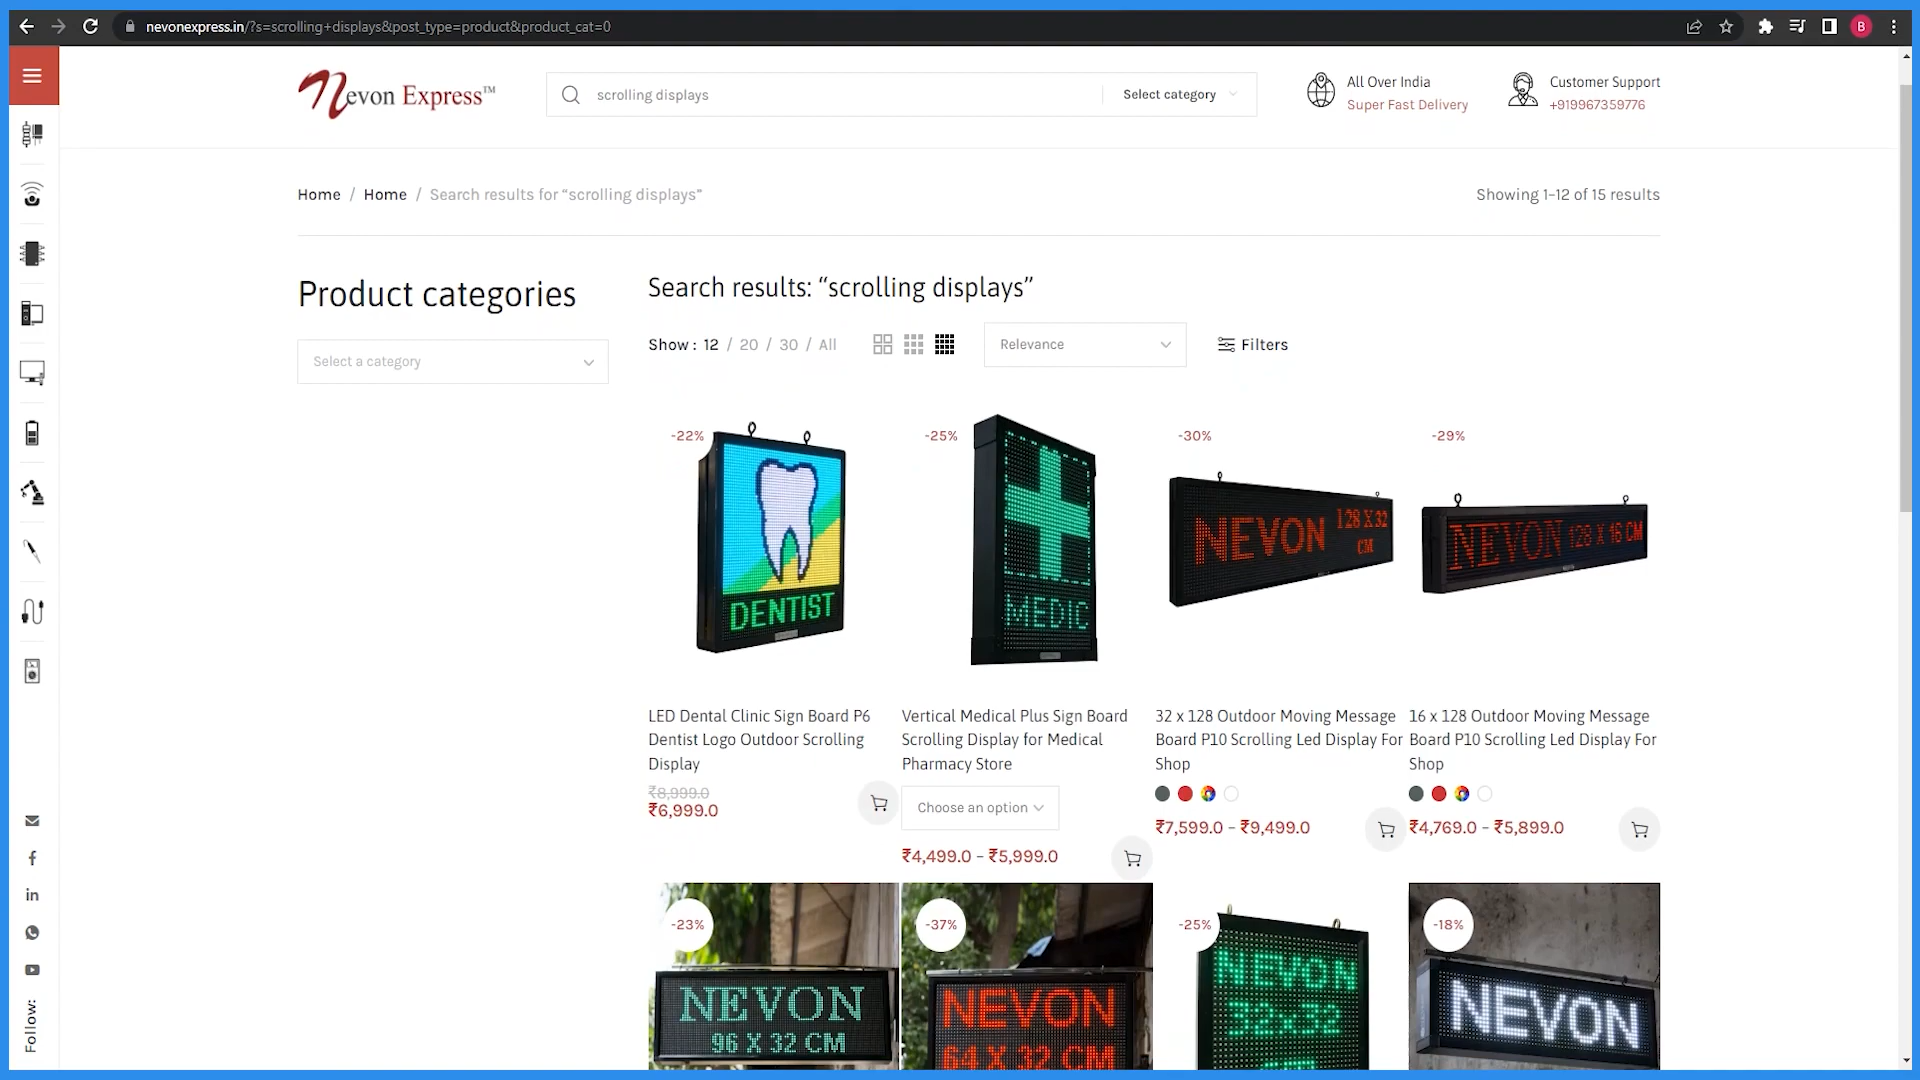 nevonexpress.in/?s=scrolling+displays&post_type=product&product_cat=0
B
Nevon Express™
scrolling displays
Select category
All Over India
Super Fast Delivery
Customer Support
+919967359776
Home / Home / Search results for “scrolling displays”
Showing 1–12 of 15 results
Product categories
Select a category
Search results: “scrolling displays”
Show : 12 / 20 / 30 / All
Relevance
Filters
-22%
DENTIST
-25%
MEDIC
-30%
NEVON 128 X 32 CM
-29%
NEVON 128 X 16 CM
LED Dental Clinic Sign Board P6
Dentist Logo Outdoor Scrolling
Display
₹8,999.0
₹6,999.0
Vertical Medical Plus Sign Board
Scrolling Display for Medical
Pharmacy Store
Choose an option
₹4,499.0 – ₹5,999.0
32 x 128 Outdoor Moving Message
Board P10 Scrolling Led Display For
Shop
₹7,599.0 – ₹9,499.0
16 x 128 Outdoor Moving Message
Board P10 Scrolling Led Display For
Shop
₹4,769.0 – ₹5,899.0
-23%
NEVON
96 X 32 CM
-37%
NEVON
64 X 32 CM
-25%
NEVON
32x32
-18%
NEVON
Follow: